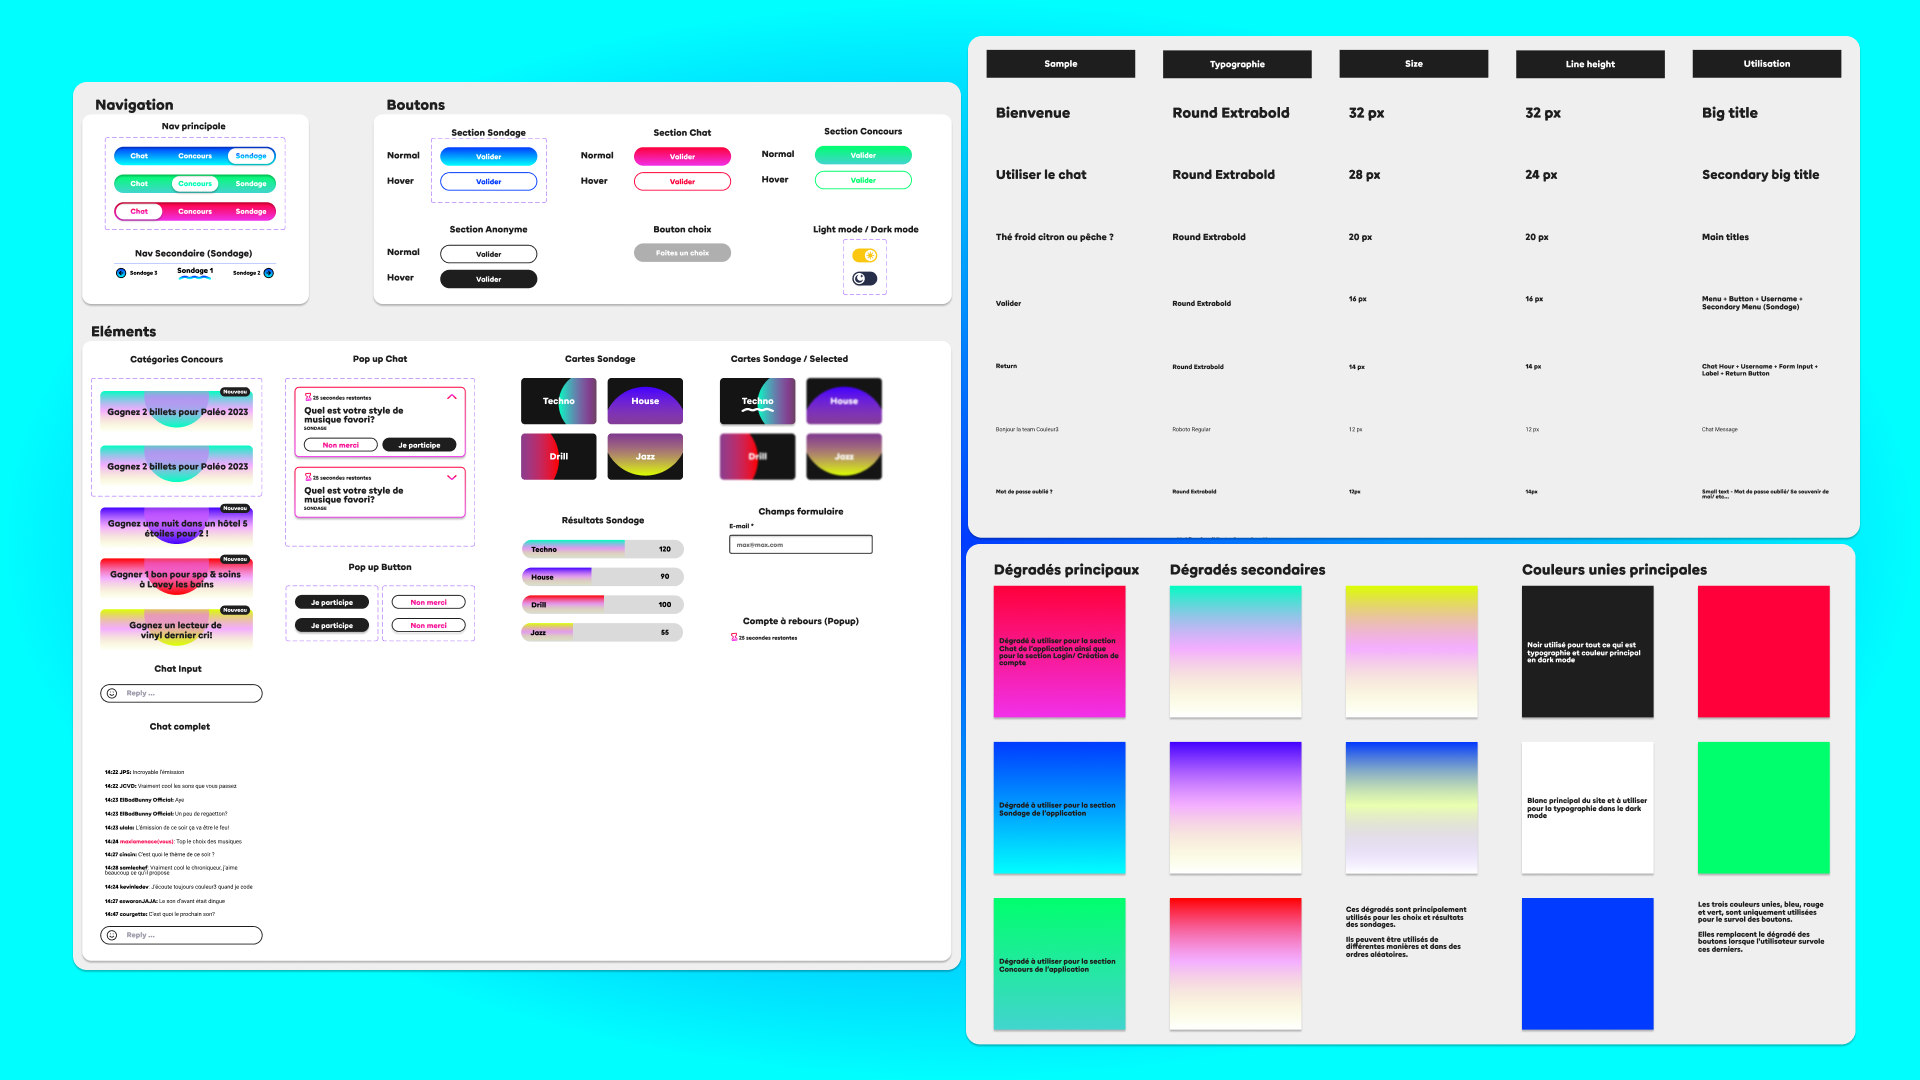 Navigation
Nav principale
Chat Concours Sondage
Chat Concours Sondage
Chat Concours Sondage
Nav Secondaire (Sondage)
Sondage 3 Sondage 1 Sondage 2
Boutons
Section Sondage
Normal Valider
Hover Valider
Section Chat
Normal Valider
Hover Valider
Section Concours
Normal Valider
Hover Valider
Section Anonyme
Normal Valider
Hover Valider
Bouton choix
Faites un choix
Light mode / Dark mode
Eléments
Catégories Concours
Nouveau
Gagnez 2 billets pour Paléo 2023
Gagnez 2 billets pour Paléo 2023
Nouveau
Gagnez une nuit dans un hôtel 5
étoiles pour 2 !
Nouveau
Gagner 1 bon pour spa & soins
à Lavey les bains
Nouveau
Gagnez un lecteur de
vinyl dernier cri!
Chat Input
Reply ...
Chat complet
14:22 JPS: Incroyable l'émission
14:22 JCVD: Vraiment cool les sons que vous passez
14:23 ElBadBunny Official: Aye
14:23 ElBadBunny Official: Un peu de regaetton?
14:23 ulala: L'émission de ce soir ça va être le feu!
14:24 maxlamenace(vous): Top le choix des musiques
14:27 cincin: C'est quoi le thème de ce soir ?
14:28 samlechef: Vraiment cool le chroniqueur, j'aime
beaucoup ce qu'il propose
14:24 kevinledev: J'écoute toujours couleur3 quand je code
14:27 aswaronJAJA: Le son d'avant était dingue
14:47 courgette: C'est quoi le prochain son?
Reply ...
Pop up Chat
25 secondes restantes
Quel est votre style de
musique favori?
SONDAGE
Non merci Je participe
25 secondes restantes
Quel est votre style de
musique favori?
SONDAGE
Pop up Button
Je participe Non merci
Je participe Non merci
Cartes Sondage
Techno House
Drill Jazz
Résultats Sondage
Techno 120
House 90
Drill 100
Jazz 55
Cartes Sondage / Selected
Techno House
Drill Jazz
Champs formulaire
E-mail *
max@max.com
Compte à rebours (Popup)
25 secondes restantes
Sample Typographie Size Line height Utilisation
Bienvenue Round Extrabold 32 px 32 px Big title
Utiliser le chat Round Extrabold 28 px 24 px Secondary big title
Thé froid citron ou pêche ? Round Extrabold 20 px 20 px Main titles
Valider Round Extrabold 16 px 16 px Menu + Button + Username +
Secondary Menu (Sondage)
Return Round Extrabold 14 px 14 px Chat Hour + Username + Form Input +
Label + Return Button
Bonjour la team Couleur3 Roboto Regular 12 px 12 px Chat Message
Mot de passe oublié ? Round Extrabold 12px 14px Small text - Mot de passe oublié/ Se souvenir de
moi/ etc...
Dégradés principaux
Dégradé à utiliser pour la section
Chat de l'application ainsi que
pour la section Login/ Création de
compte
Dégradé à utiliser pour la section
Sondage de l'application
Dégradé à utiliser pour la section
Concours de l'application
Dégradés secondaires
Ces dégradés sont principalement
utilisés pour les choix et résultats
des sondages.
Ils peuvent être utilisés de
différentes manières et dans des
ordres aléatoires.
Couleurs unies principales
Noir utilisé pour tout ce qui est
typographie et couleur principal
en dark mode
Blanc principal du site et à utiliser
pour la typographie dans le dark
mode
Les trois couleurs unies, bleu, rouge
et vert, sont uniquement utilisées
pour le survol des boutons.
Elles remplacent le dégradé des
boutons lorsque l'utilisateur survole
ces derniers.